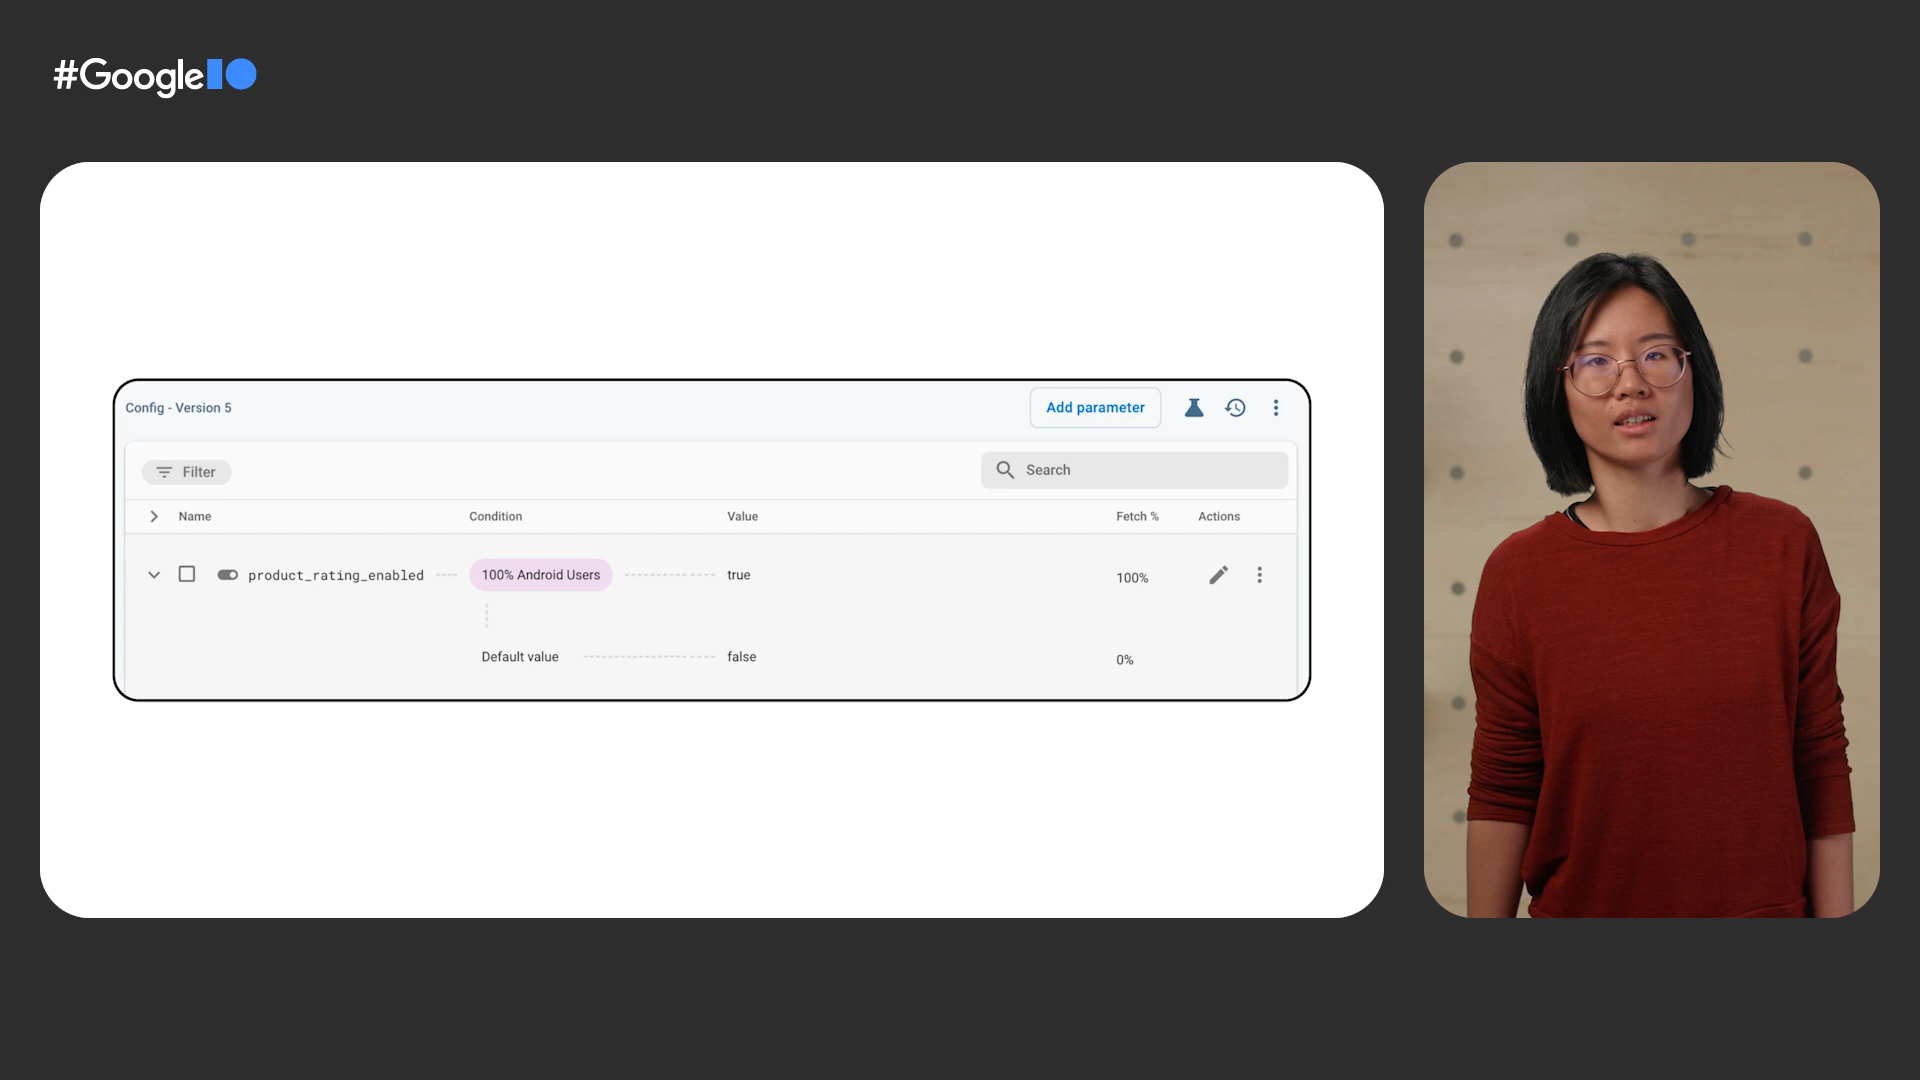 #GoogleIO
Config - Version 5
Add parameter
Filter
Search
Name Condition Value Fetch % Actions
product_rating_enabled 100% Android Users true 100%
Default value false 0%